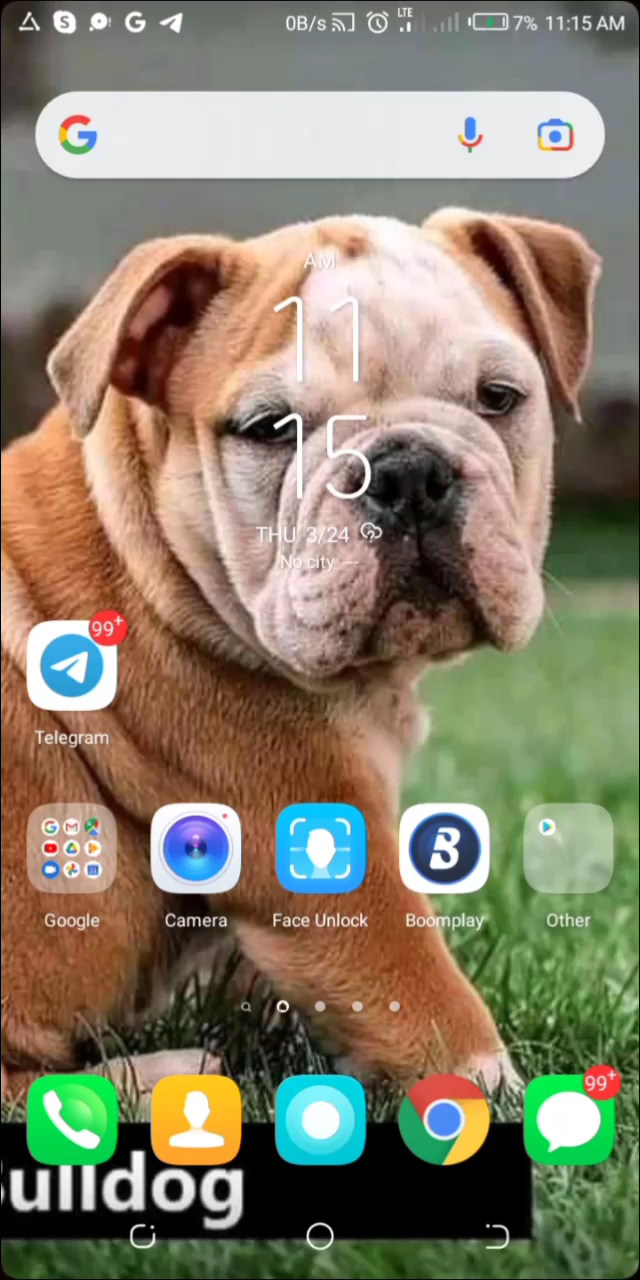 0B/s LTE 7% 11:15 AM
AM
11
15
THU 3/24
No city —
99+
Telegram
Google
Camera
Face Unlock
Boomplay
Other
99+
ulldog